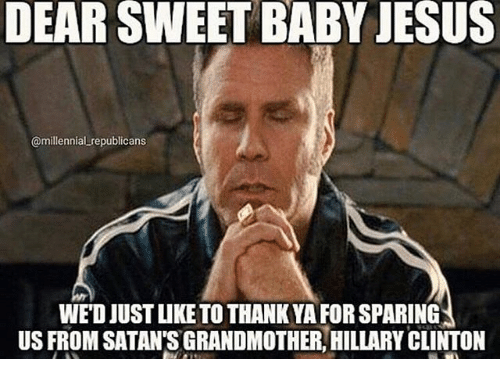 DEAR SWEET BABY JESUS
@millennial_republicans
WE'D JUST LIKE TO THANK YA FOR SPARING
US FROM SATAN'S GRANDMOTHER, HILLARY CLINTON